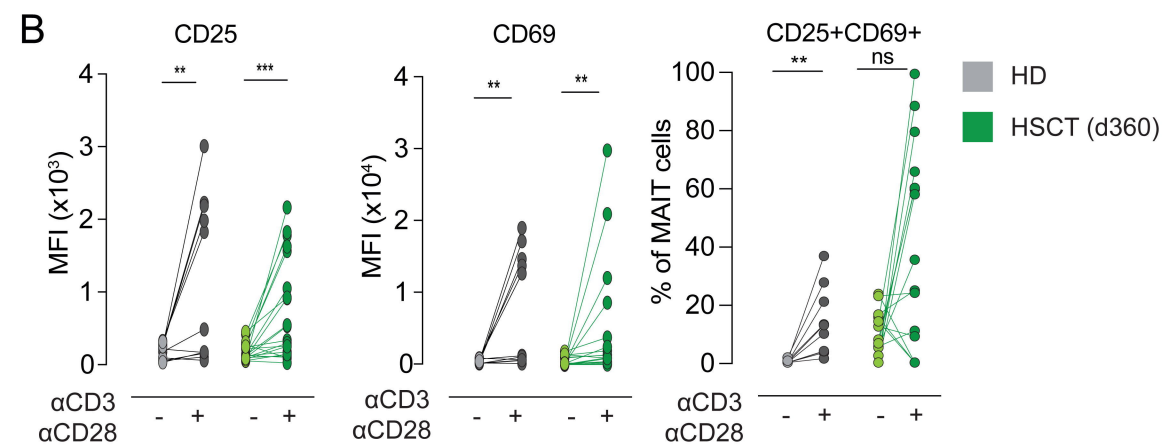 B
CD25
CD69
CD25+CD69+
** ***
** **
** ns
HD
HSCT (d360)
MFI (x10³)
4
3
2
1
0
MFI (x10⁴)
4
3
2
1
0
% of MAIT cells
100
80
60
40
20
0
αCD3
αCD28
- + - +
αCD3
αCD28
- + - +
αCD3
αCD28
- + - +